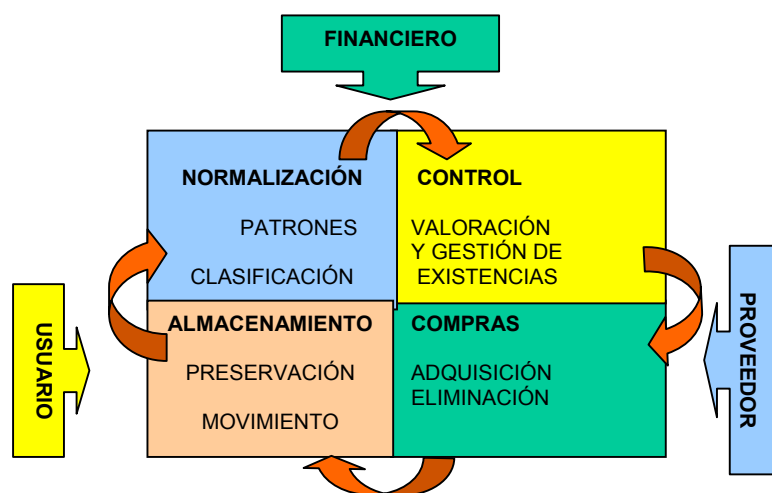 FINANCIERO
NORMALIZACIÓN
PATRONES
CLASIFICACIÓN
CONTROL
VALORACIÓN
Y GESTIÓN DE
EXISTENCIAS
ALMACENAMIENTO
PRESERVACIÓN
MOVIMIENTO
COMPRAS
ADQUISICIÓN
ELIMINACIÓN
USUARIO
PROVEEDOR